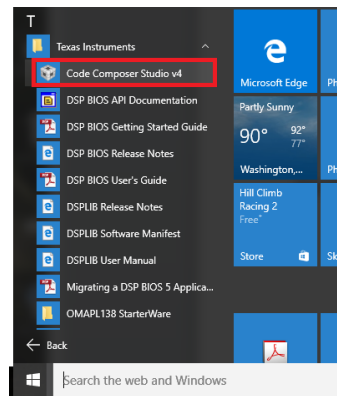 T
Texas Instruments
Code Composer Studio v4
DSP BIOS API Documentation
DSP BIOS Getting Started Guide
DSP BIOS Release Notes
DSP BIOS User's Guide
DSPLIB Release Notes
DSPLIB Software Manifest
DSPLIB User Manual
Migrating a DSP BIOS 5 Applica...
OMAPL138 StarterWare
Back
Search the web and Windows
Microsoft Edge
Ph
Partly Sunny
90° 92°
77°
Washington,...
Ph
Hill Climb
Racing 2
Free*
Store
Sk